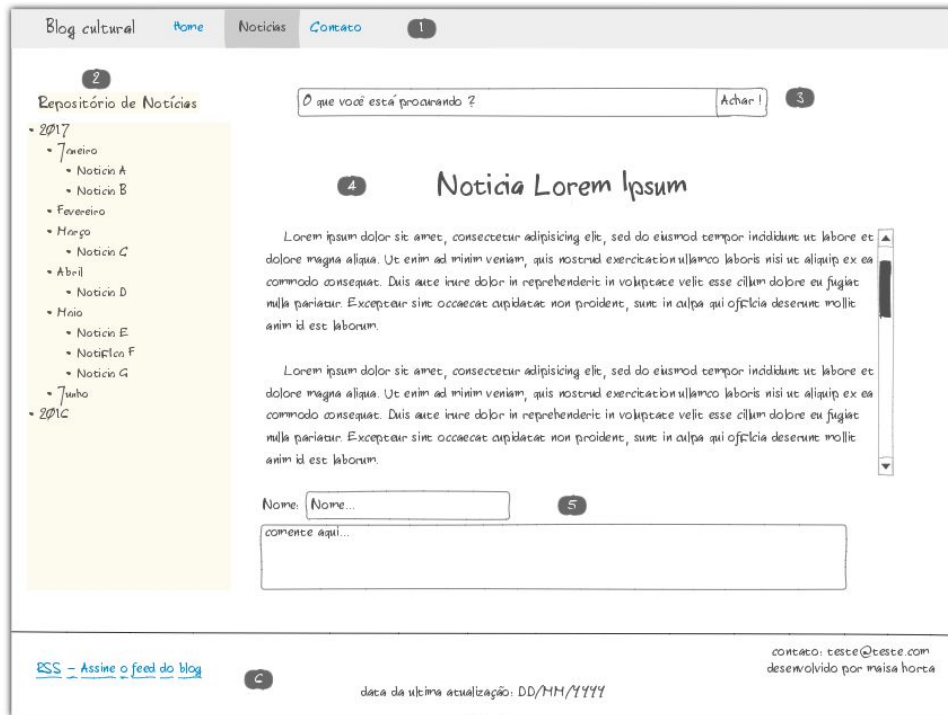 Blog cultural Home Noticias Contato 1
2
Repositório de Notícias
• 2017
• Janeiro
• Noticia A
• Noticia B
• Fevereiro
• Março
• Noticia C
• Abril
• Noticia D
• Maio
• Noticia E
• Noticia F
• Noticia G
• Junho
• 2016
O que você está procurando ? Achar ! 3
4 Noticia Lorem Ipsum
Lorem ipsum dolor sit amet, consectetur adipisicing elit, sed do eiusmod tempor incididunt ut labore et
dolore magna aliqua. Ut enim ad minim veniam, quis nostrud exercitation ullamco laboris nisi ut aliquip ex ea
commodo consequat. Duis aute irure dolor in reprehenderit in voluptate velit esse cillum dolore eu fugiat
nulla pariatur. Excepteur sint occaecat cupidatat non proident, sunt in culpa qui officia deserunt mollit
anim id est laborum.
Lorem ipsum dolor sit amet, consectetur adipisicing elit, sed do eiusmod tempor incididunt ut labore et
dolore magna aliqua. Ut enim ad minim veniam, quis nostrud exercitation ullamco laboris nisi ut aliquip ex ea
commodo consequat. Duis aute irure dolor in reprehenderit in voluptate velit esse cillum dolore eu fugiat
nulla pariatur. Excepteur sint occaecat cupidatat non proident, sunt in culpa qui officia deserunt mollit
anim id est laborum.
Nome: Nome... 5
comente aqui...
RSS - Assine o feed do blog
6
data da ultima atualização: DD/MM/YYYY
contato: teste@teste.com
desenvolvido por maisa horta